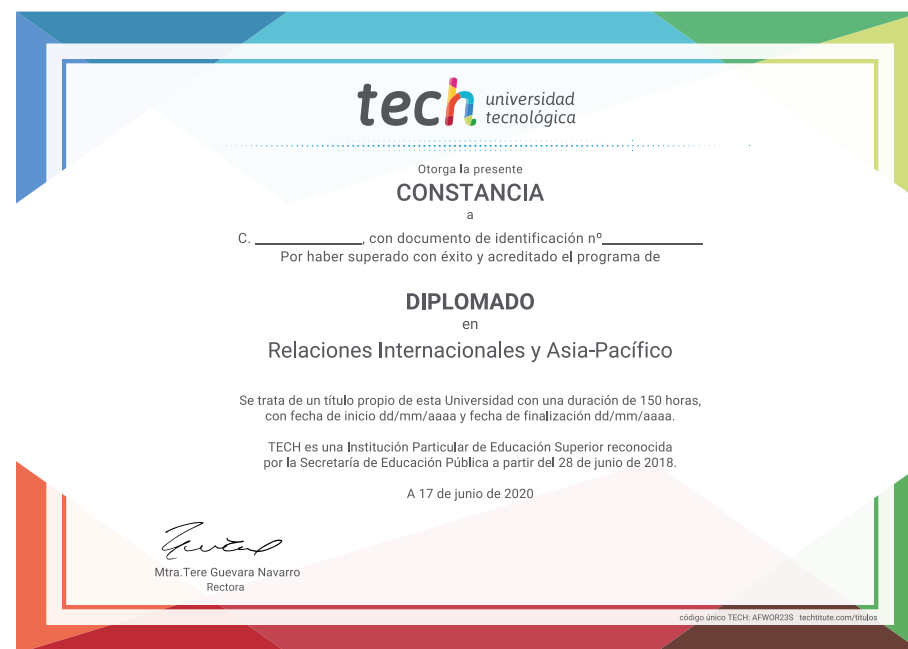 tech universidad
tecnológica
Otorga la presente
CONSTANCIA
a
C. ____________, con documento de identificación nº____________
Por haber superado con éxito y acreditado el programa de
DIPLOMADO
en
Relaciones Internacionales y Asia-Pacífico
Se trata de un título propio de esta Universidad con una duración de 150 horas,
con fecha de inicio dd/mm/aaaa y fecha de finalización dd/mm/aaaa.
TECH es una Institución Particular de Educación Superior reconocida
por la Secretaría de Educación Pública a partir del 28 de junio de 2018.
A 17 de junio de 2020
Mtra.Tere Guevara Navarro
Rectora
código único TECH: AFWOR23S techtitute.com/titulos